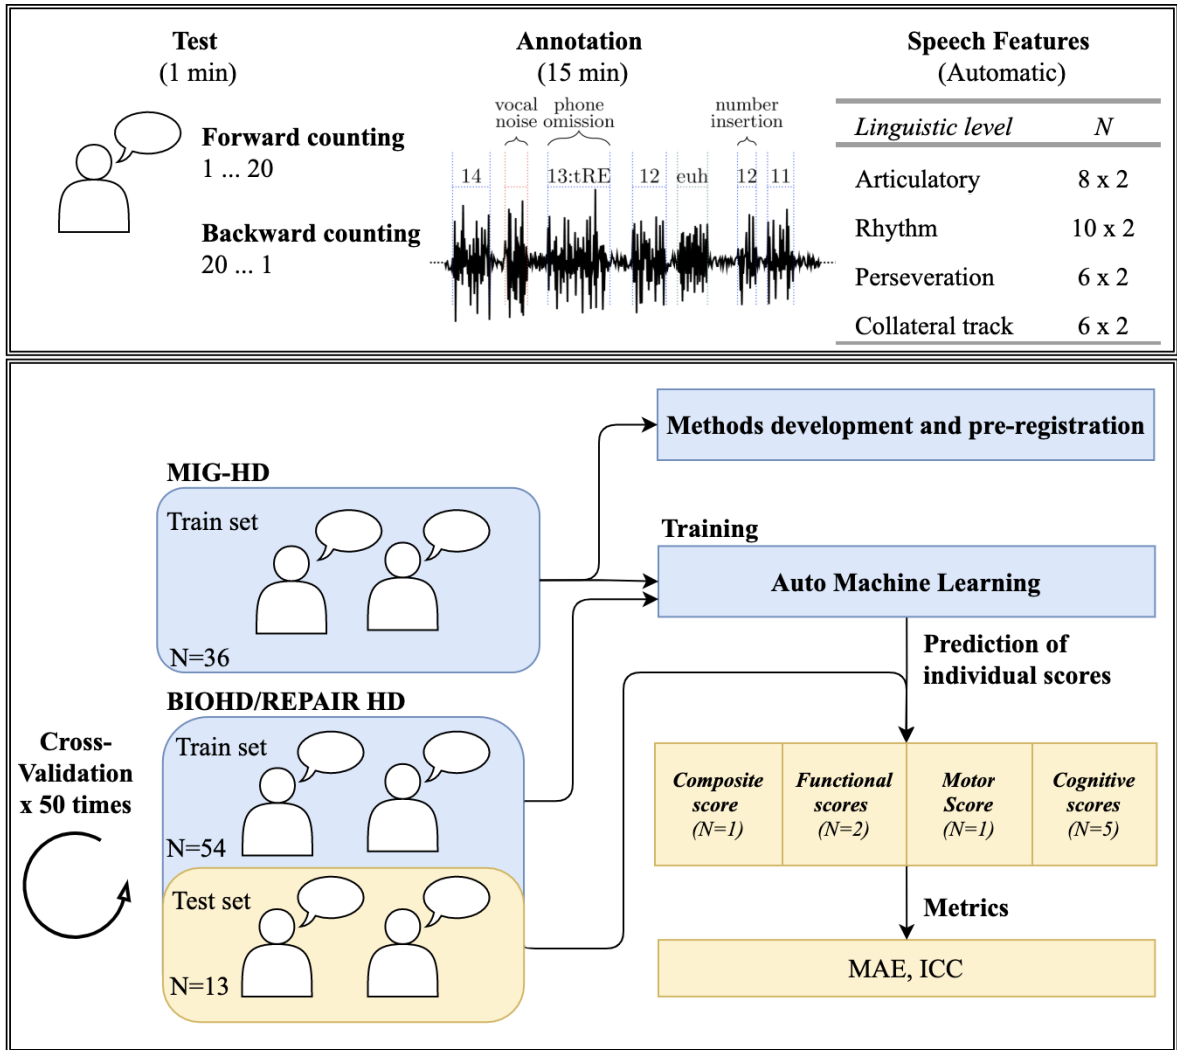 Test
(1 min)
Forward counting
1 ... 20
Backward counting
20 ... 1
Annotation
(15 min)
vocal noise
phone omission
number insertion
14
13:tRE
12
euh
12
11
Speech Features
(Automatic)
Linguistic level N
Articulatory 8 x 2
Rhythm 10 x 2
Perseveration 6 x 2
Collateral track 6 x 2
Methods development and pre-registration
MIG-HD
Train set
N=36
Training
Auto Machine Learning
Prediction of
individual scores
BIOHD/REPAIR HD
Train set
N=54
Cross-
Validation
x 50 times
Test set
N=13
Composite
score
(N=1)
Functional
scores
(N=2)
Motor
Score
(N=1)
Cognitive
scores
(N=5)
Metrics
MAE, ICC